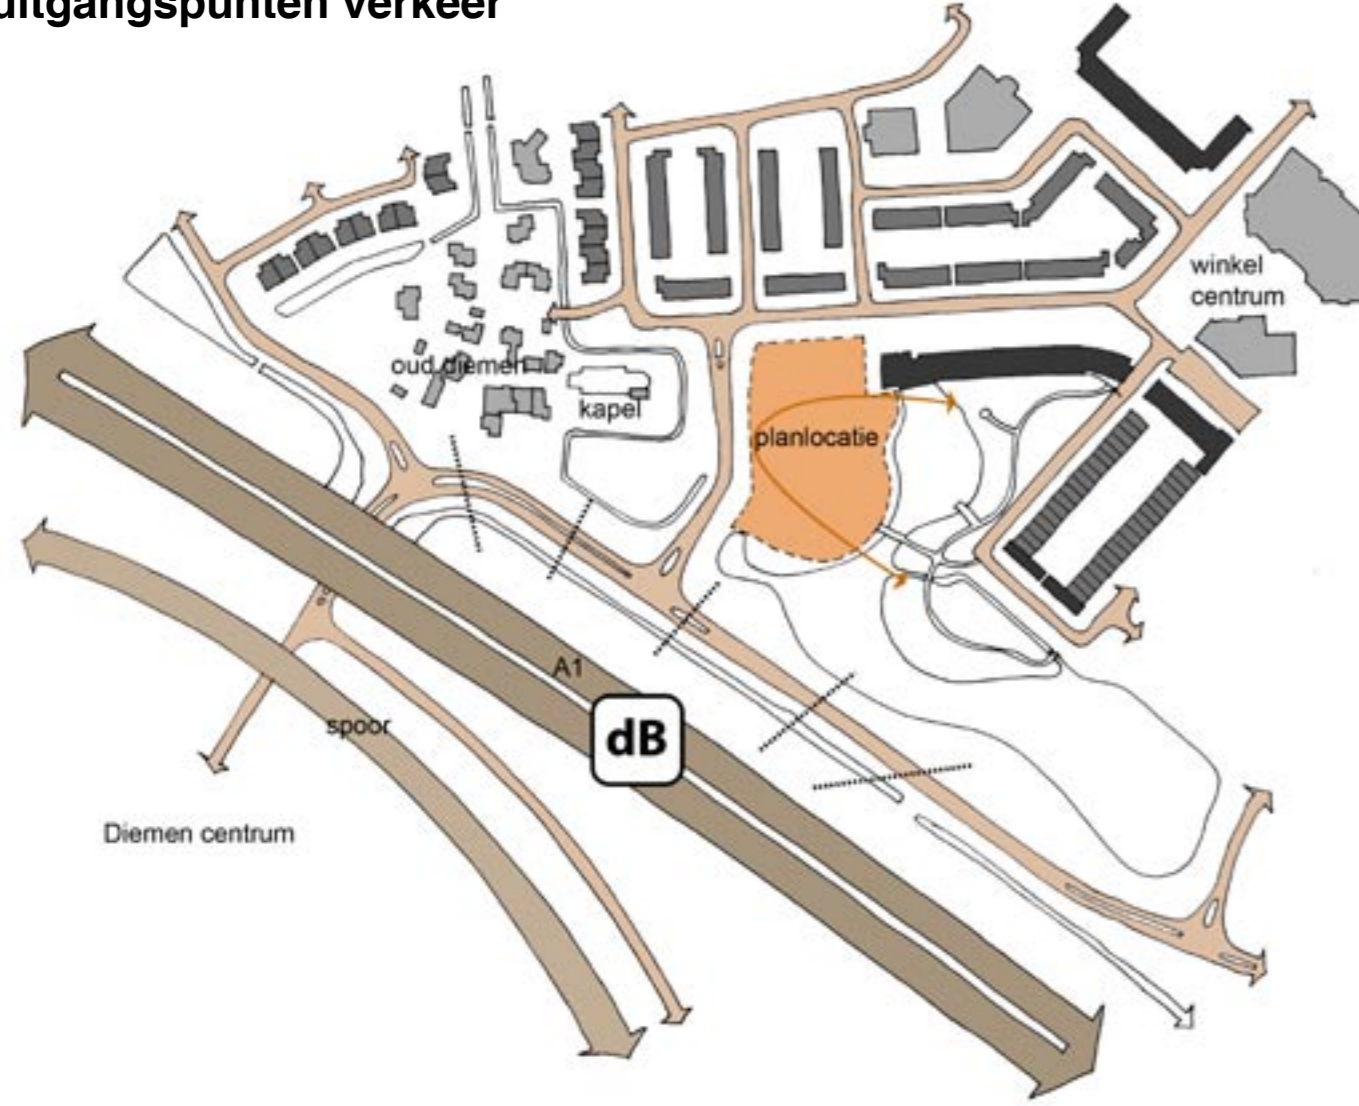 uitgangspunten verkeer
winkel
centrum
oud diemen
kapel
planlocatie
A1
dB
spoor
Diemen centrum